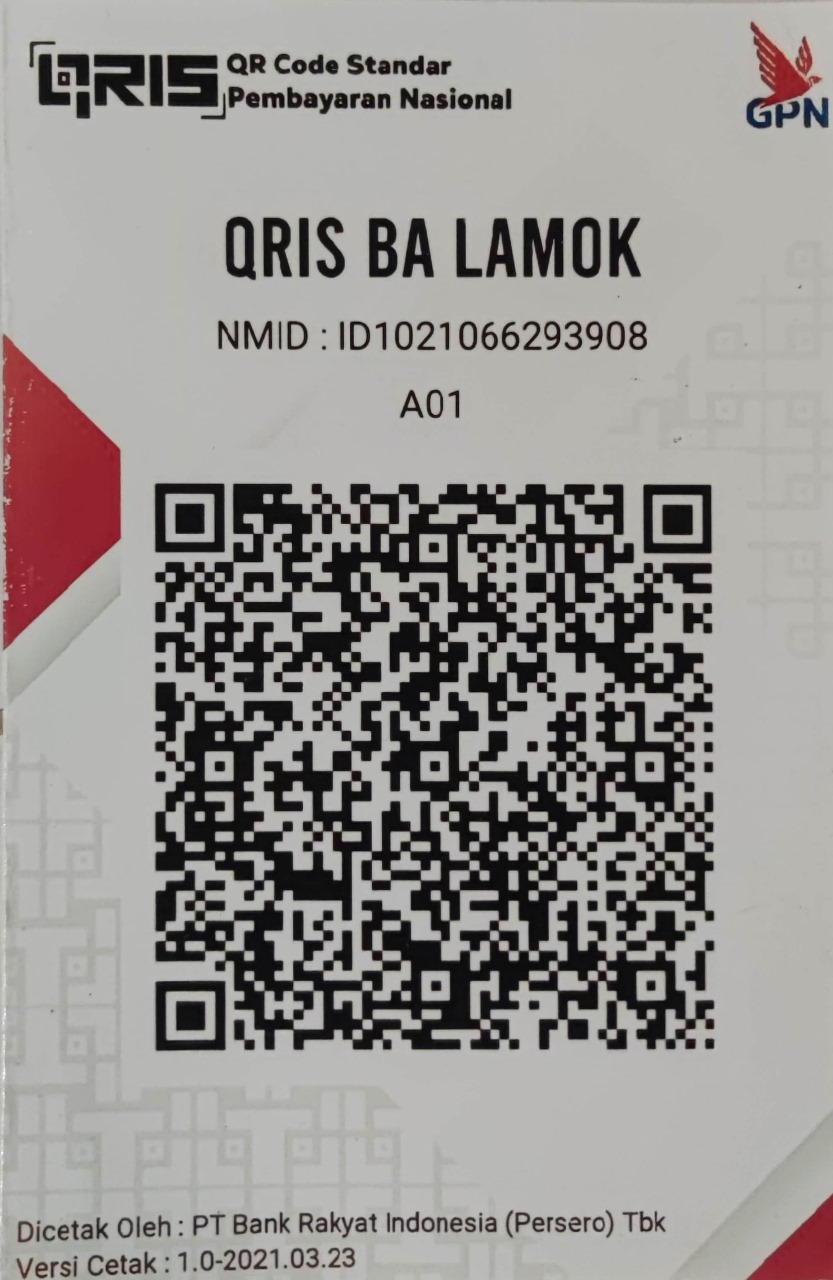 QRIS QR Code Standar
Pembayaran Nasional
GPN
QRIS BA LAMOK
NMID : ID1021066293908
A01
Dicetak Oleh : PT Bank Rakyat Indonesia (Persero) Tbk
Versi Cetak : 1.0-2021.03.23